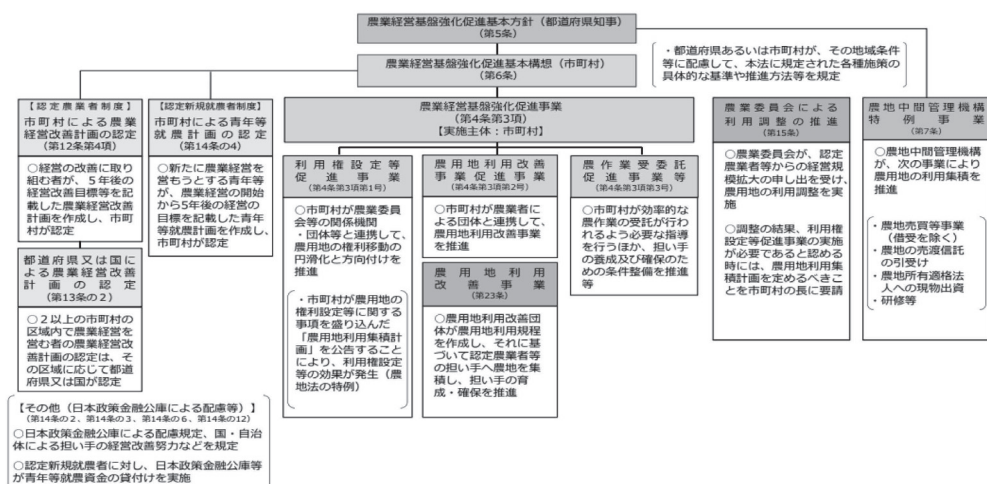 農業経営基盤強化促進基本方針（都道府県知事）
（第5条）
・都道府県あるいは市町村が、その地域条件
等に配慮して、本法に規定された各種施策の
具体的な基準や推進方法等を規定
農業経営基盤強化促進基本構想（市町村）
（第6条）
【認定農業者制度】
市町村による農業
経営改善計画の認定
（第12条第4項）
○経営の改善に取り
組む者が、５年後の
経営改善目標等を記
載した農業経営改善
計画を作成し、市町
村が認定
都道府県又は国に
よる農業経営改善
計画の認定
（第13条の２）
○２以上の市町村の
区域内で農業経営を
営む者の農業経営改
善計画の認定は、その
区域に応じて都道
府県又は国が認定
【認定新規就農者制度】
市町村による青年等
就農計画の認定
（第14条の4）
○新たに農業経営を
営もうとする青年等
が、農業経営の開始
から5年後の経営の
目標を記載した青年
等就農計画を作成し、
市町村が認定
【その他（日本政策金融公庫による配慮等）】
（第14条の２、第14条の３、第14条の６、第14条の12）
○日本政策金融公庫による配慮規定、国・自治
体による担い手の経営改善努力などを規定
○認定新規就農者に対し、日本政策金融公庫等
が青年等就農資金の貸付けを実施
農業経営基盤強化促進事業
（第4条第3項）
【実施主体：市町村】
利用権設定等
促進事業
（第4条第3項第1号）
○市町村が農業委員
会等の関係機関
・団体等と連携して、
農用地の権利移動の
円滑化と方向付けを
推進
・市町村が農用地の
権利設定等に関する
事項を盛り込んだ
「農用地利用集積計
画」を公告すること
により、利用権設定
等の効果が発生（農
地法の特例）
農用地利用改善
事業促進事業
（第4条第3項第2号）
○市町村が農業者に
よる団体と連携して、
農用地利用改善事業
を推進
農用地利用
改善事業
（第23条）
○農用地利用改善団
体が農用地利用規程
を作成し、それに基
づいて認定農業者等
の担い手へ農地を集
積し、担い手の育
成・確保を推進
農作業受委託
促進事業等
（第4条第3項第3号）
○市町村が効率的な
農作業の受託が行わ
れるよう必要な指導
を行うほか、担い手
の養成及び確保のた
めの条件整備を推進
等
農業委員会による
利用調整の推進
（第15条）
○農業委員会が、認定
農業者等からの経営規
模拡大の申し出を受け、
農用地の利用調整を実
施
○調整の結果、利用権
設定等促進事業の実施
が必要であると認める
時には、農用地利用集
積計画を定めるべきこ
とを市町村の長に要請
農地中間管理機構
特例事業
（第7条）
○農地中間管理機構
が、次の事業により
農用地の利用集積を
推進
・農地売買等事業
（借受を除く）
・農地の売渡信託の
引受け
・農地所有適格法
人への現物出資
・研修等